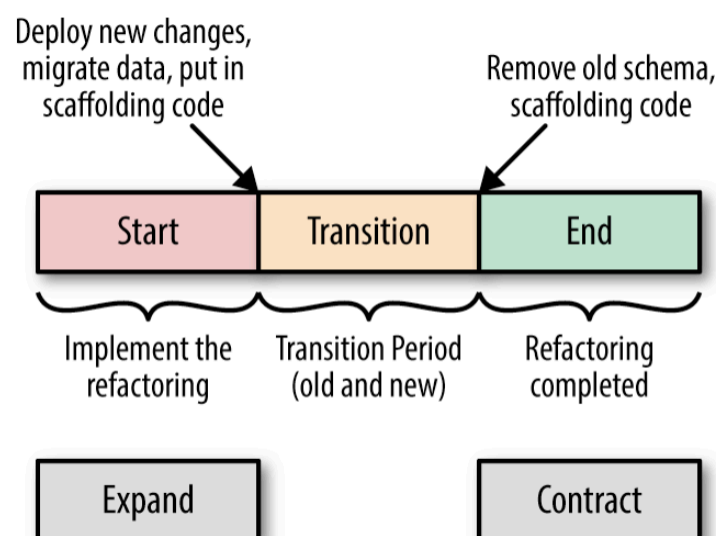 Deploy new changes,
migrate data, put in
scaffolding code
Remove old schema,
scaffolding code
Start
Transition
End
Implement the
refactoring
Transition Period
(old and new)
Refactoring
completed
Expand
Contract